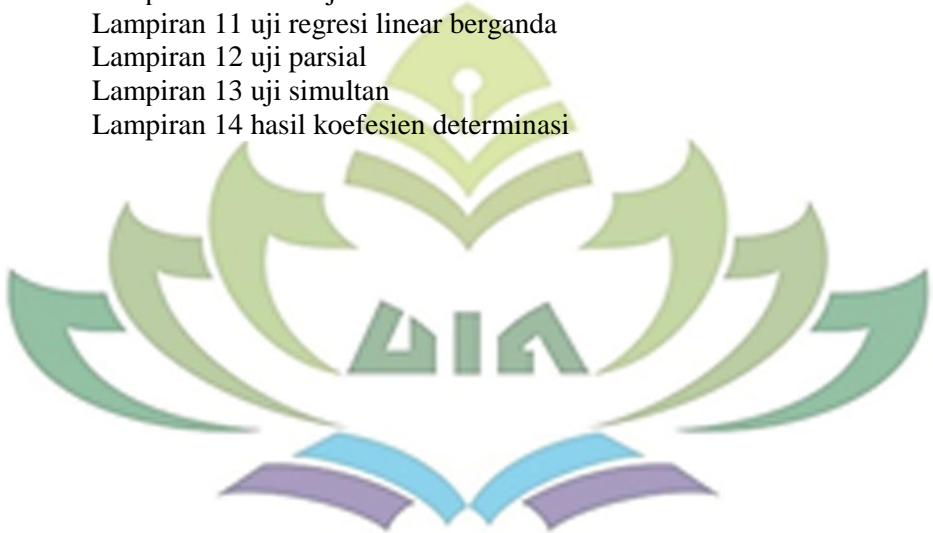 Lampiran 11 uji regresi linear berganda
Lampiran 12 uji parsial
Lampiran 13 uji simultan
Lampiran 14 hasil koefesien determinasi